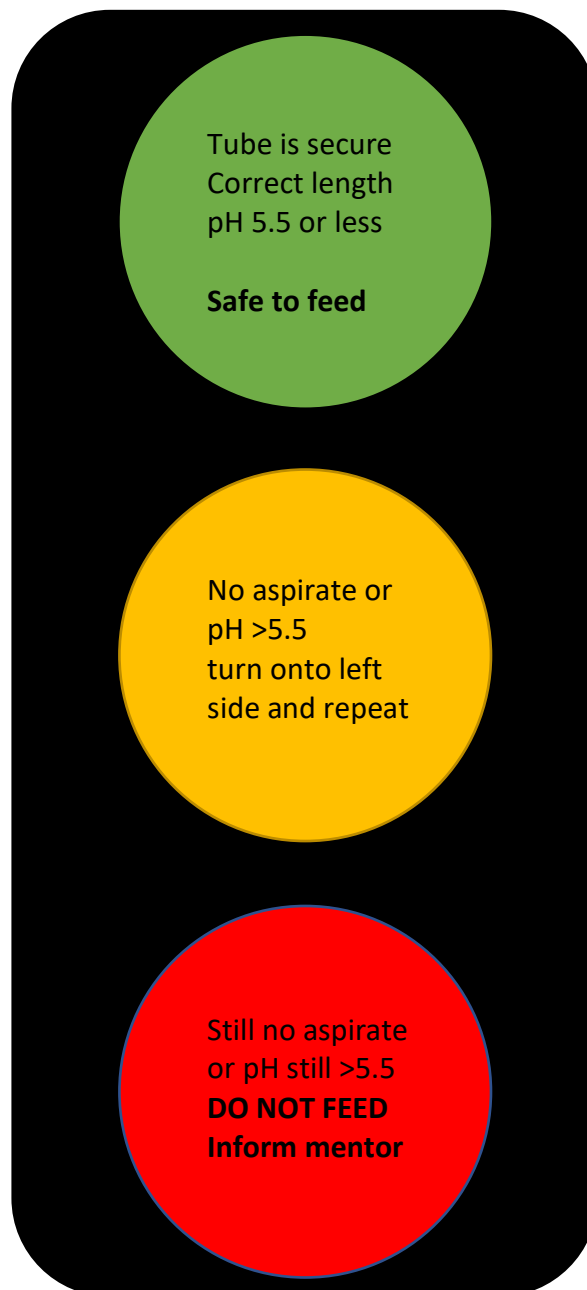 Tube is secure
Correct length
pH 5.5 or less
Safe to feed
No aspirate or
pH >5.5
turn onto left
side and repeat
Still no aspirate
or pH still >5.5
DO NOT FEED
Inform mentor